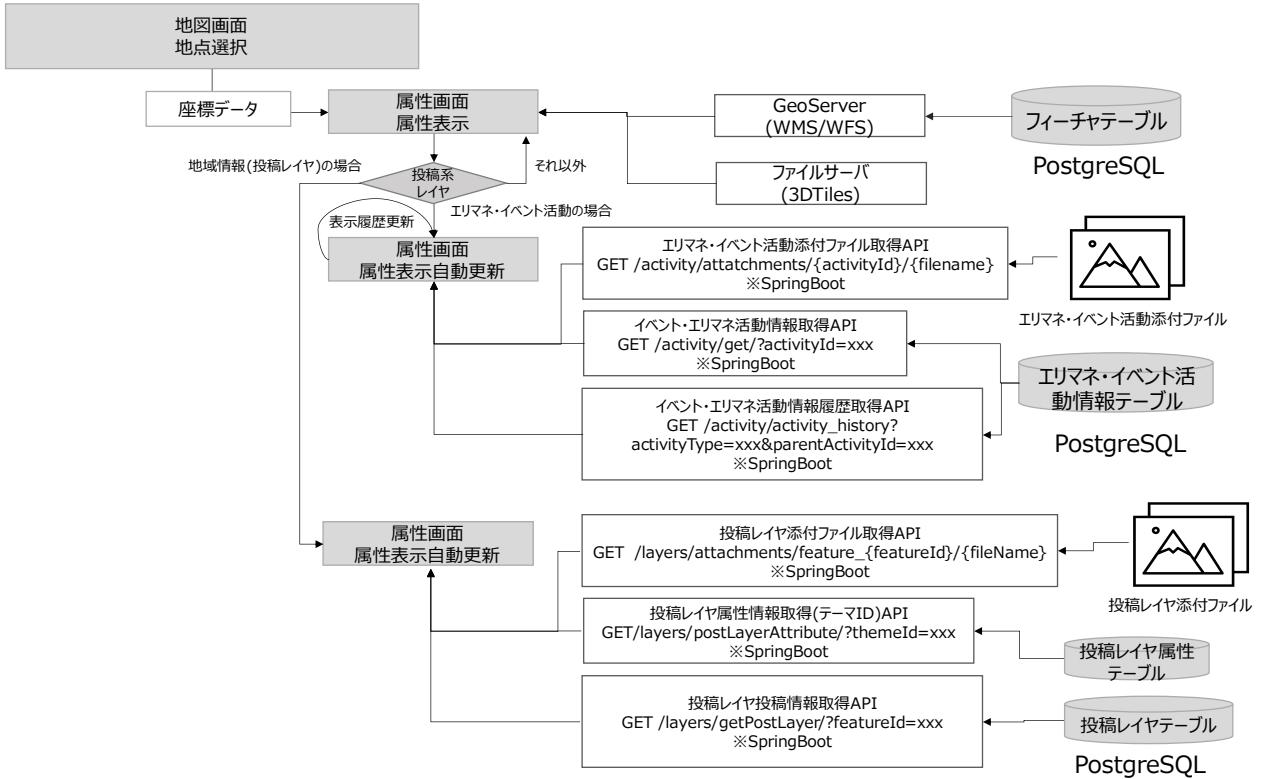 地図画面
地点選択
座標データ
属性画面
属性表示
GeoServer
(WMS/WFS)
フィーチャテーブル
PostgreSQL
ファイルサーバ
(3DTiles)
地域情報(投稿レイヤ)の場合
投稿系
レイヤ
それ以外
エリマネ・イベント活動の場合
表示履歴更新
属性画面
属性表示自動更新
エリマネ・イベント活動添付ファイル取得API
GET /activity/attatchments/{activityId}/{filename}
※SpringBoot
エリマネ・イベント活動添付ファイル
イベント・エリマネ活動情報取得API
GET /activity/get/?activityId=xxx
※SpringBoot
エリマネ・イベント活
動情報テーブル
PostgreSQL
イベント・エリマネ活動情報履歴取得API
GET /activity/activity_history?
activityType=xxx&parentActivityId=xxx
※SpringBoot
属性画面
属性表示自動更新
投稿レイヤ添付ファイル取得API
GET /layers/attachments/feature_{featureId}/{fileName}
※SpringBoot
投稿レイヤ添付ファイル
投稿レイヤ属性情報取得(テーマID)API
GET/layers/postLayerAttribute/?themeId=xxx
※SpringBoot
投稿レイヤ属性
テーブル
投稿レイヤ投稿情報取得API
GET /layers/getPostLayer/?featureId=xxx
※SpringBoot
投稿レイヤテーブル
PostgreSQL